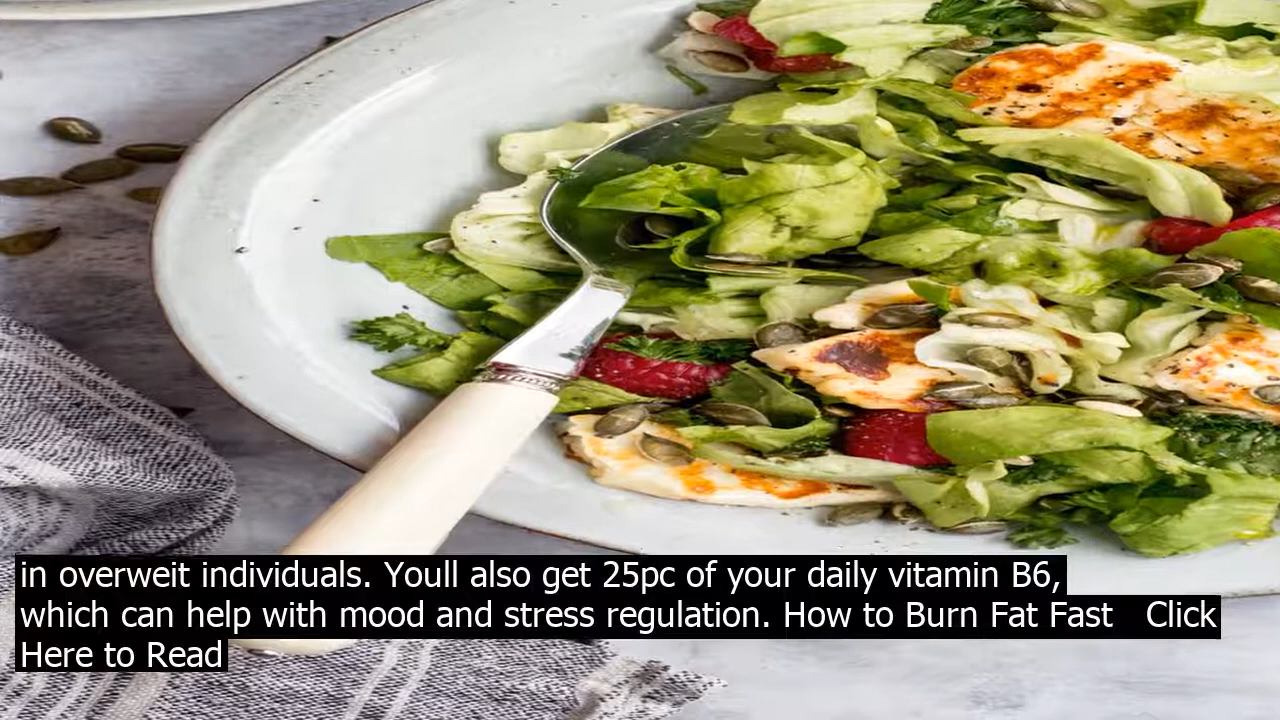 in overweit individuals. Youll also get 25pc of your daily vitamin B6,
which can help with mood and stress regulation. How to Burn Fat Fast   Click
Here to Read